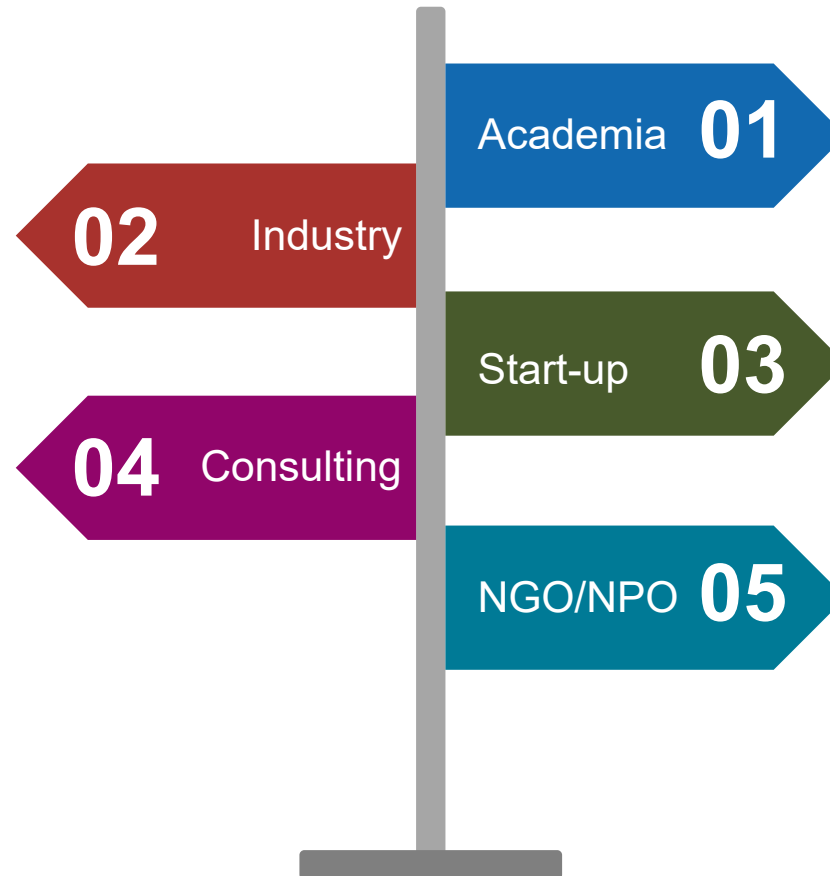 Academia 01
02 Industry
Start-up 03
04 Consulting
NGO/NPO 05